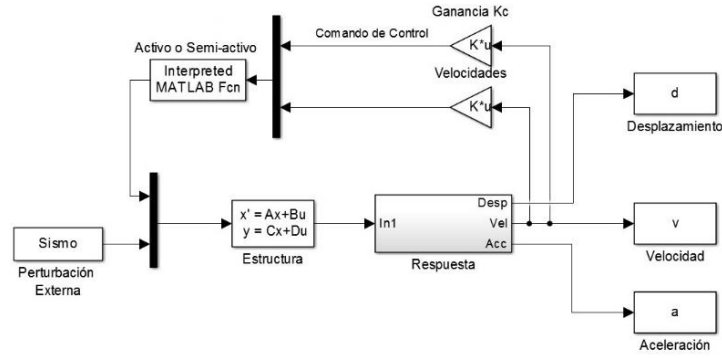 Ganancia Kc
Comando de Control
K*u
Activo o Semi-activo
Interpreted
MATLAB Fcn
Velocidades
K*u
d
Desplazamiento
x' = Ax+Bu
y = Cx+Du
Estructura
In1
Desp
Vel
Acc
Respuesta
v
Velocidad
Sismo
Perturbación
Externa
a
Aceleración